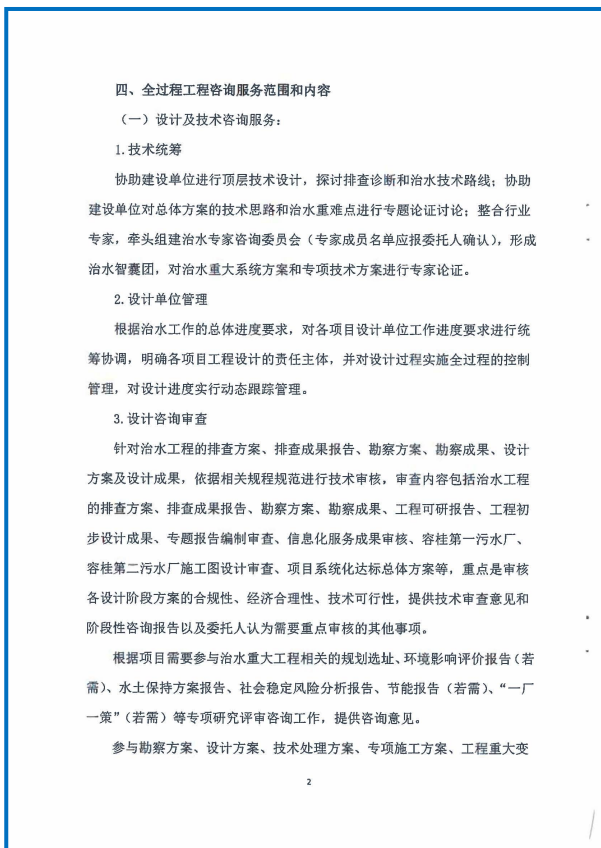 四、全过程工程咨询服务范围和内容
（一）设计及技术咨询服务：
1.技术统筹
协助建设单位进行顶层技术设计，探讨排查诊断和治水技术路线；协助
建设单位对总体方案的技术思路和治水重难点进行专题论证讨论；整合行业
专家，牵头组建治水专家咨询委员会（专家成员名单应报委托人确认），形成
治水智囊团，对治水重大系统方案和专项技术方案进行专家论证。
2.设计单位管理
根据治水工作的总体进度要求，对各项目设计单位工作进度要求进行统
筹协调，明确各项目工程设计的责任主体，并对设计过程实施全过程的控制
管理，对设计进度实行动态跟踪管理。
3.设计咨询审查
针对治水工程的排查方案、排查成果报告、勘察方案、勘察成果、设计
方案及设计成果，依据相关规程规范进行技术审核，审查内容包括治水工程
的排查方案、排查成果报告、勘察方案、勘察成果、工程可研报告、工程初
步设计成果、专题报告编制审查、信息化服务成果审核、容桂第一污水厂、
容桂第二污水厂施工图设计审查、项目系统化达标总体方案等，重点是审核
各设计阶段方案的合规性、经济合理性、技术可行性，提供技术审查意见和
阶段性咨询报告以及委托人认为需要重点审核的其他事项。
根据项目需要参与治水重大工程相关的规划选址、环境影响评价报告（若
需）、水土保持方案报告、社会稳定风险分析报告、节能报告（若需）、“一厂
一策”（若需）等专项研究评审咨询工作，提供咨询意见。
参与勘察方案、设计方案、技术处理方案、专项施工方案、工程重大变
2